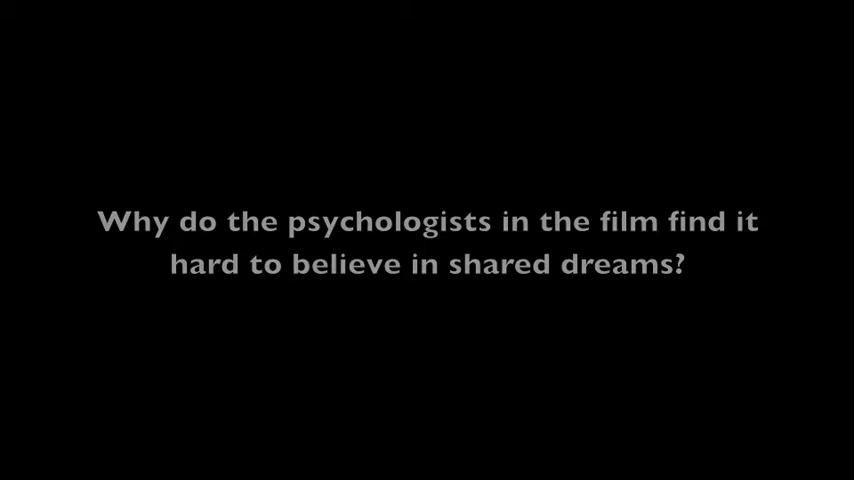 Why do the psychologists in the film find it
hard to believe in shared dreams?